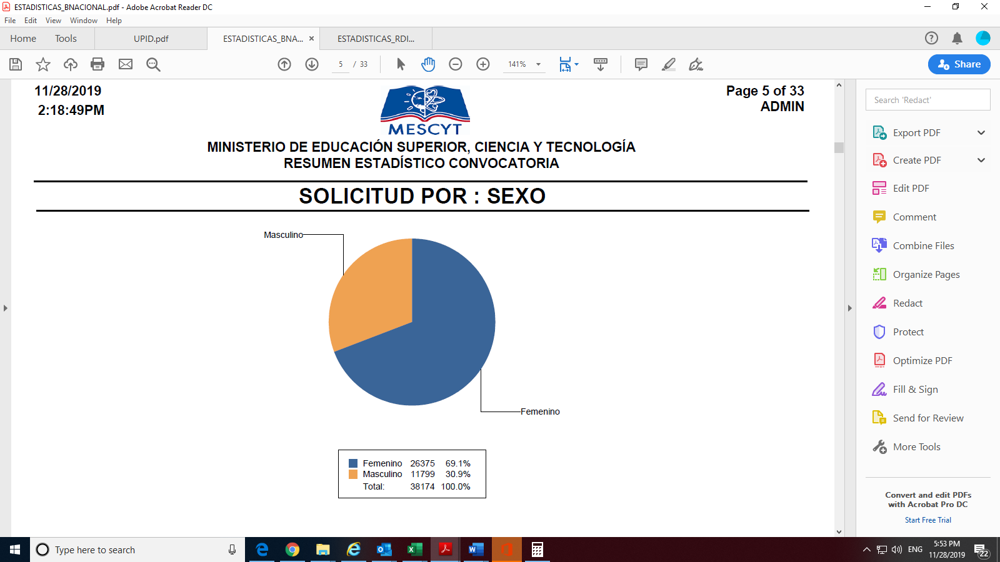 ESTADISTICAS_BNACIONAL.pdf - Adobe Acrobat Reader DC
File Edit View Window Help
Home Tools UPID.pdf ESTADISTICAS_BNA... × ESTADISTICAS_RDI...
5 / 33 141% Share
11/28/2019
2:18:49PM
Page 5 of 33
ADMIN
MESCYT
MINISTERIO DE EDUCACIÓN SUPERIOR, CIENCIA Y TECNOLOGÍA
RESUMEN ESTADÍSTICO CONVOCATORIA
SOLICITUD POR : SEXO
Masculino
Femenino
Femenino 26375 69.1%
Masculino 11799 30.9%
Total: 38174 100.0%
Search 'Redact'
Export PDF
Create PDF
Edit PDF
Comment
Combine Files
Organize Pages
Redact
Protect
Optimize PDF
Fill & Sign
Send for Review
More Tools
Convert and edit PDFs
with Acrobat Pro DC
Start Free Trial
Type here to search
ENG
5:53 PM
11/28/2019
22